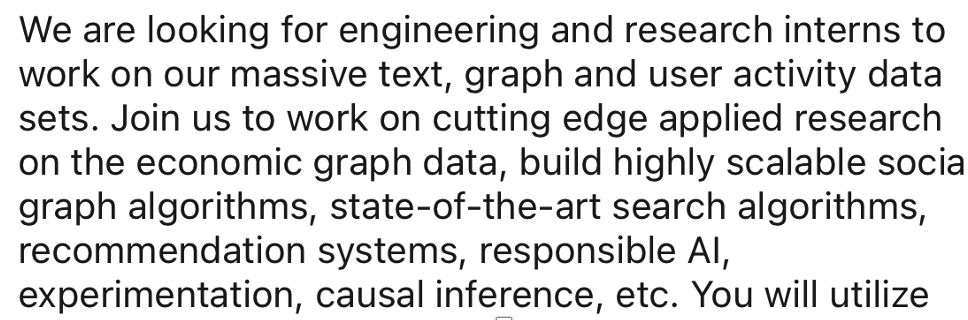 We are looking for engineering and research interns to
work on our massive text, graph and user activity data
sets. Join us to work on cutting edge applied research
on the economic graph data, build highly scalable socia
graph algorithms, state-of-the-art search algorithms,
recommendation systems, responsible AI,
experimentation, causal inference, etc. You will utilize